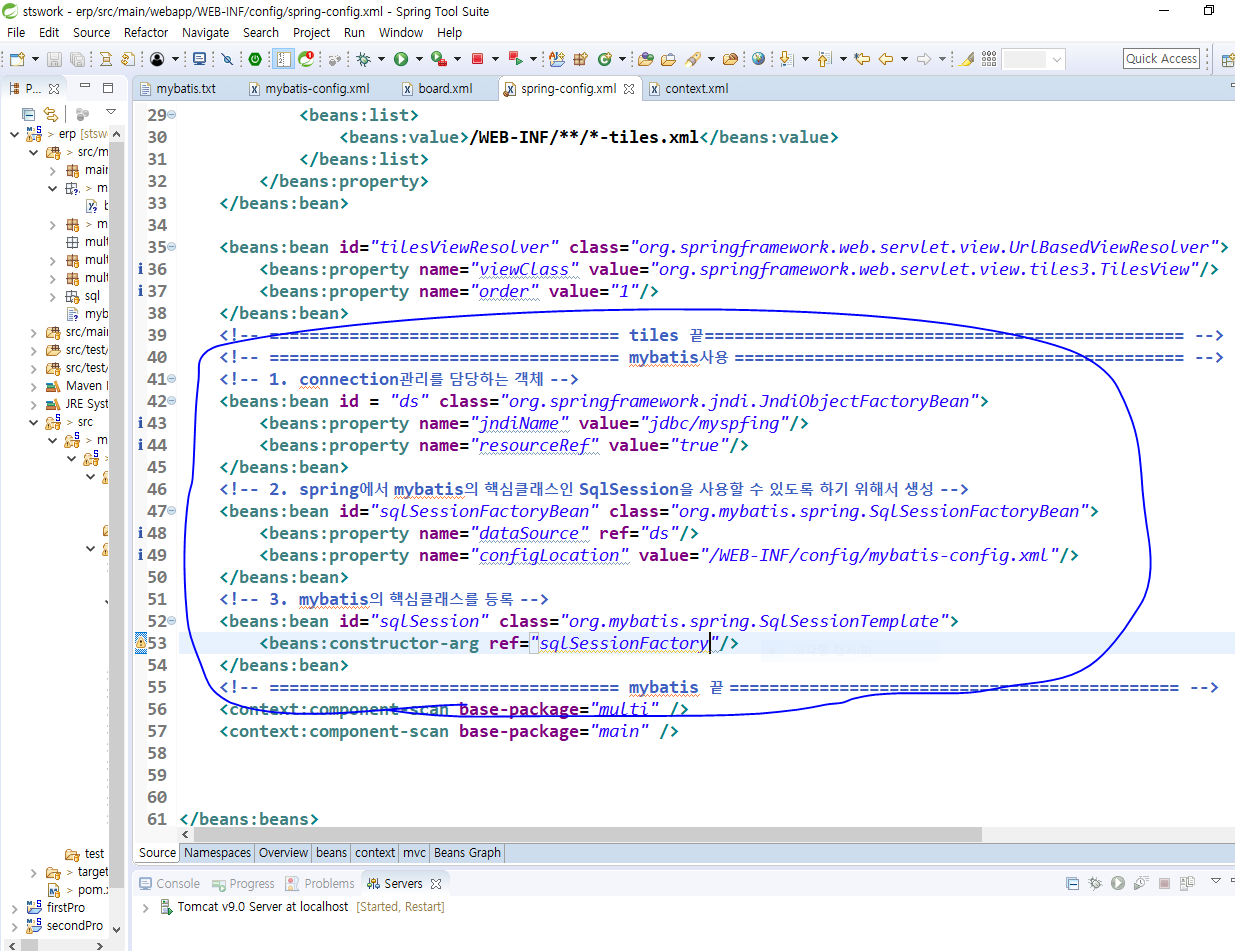 stswork - erp/src/main/webapp/WEB-INF/config/spring-config.xml - Spring Tool Suite
File Edit Source Refactor Navigate Search Project Run Window Help
Quick Access
P...
mybatis.txt mybatis-config.xml board.xml spring-config.xml context.xml
> erp [stsw
> src/m
main
> m
b
> m
mult
mult
mult
sql
myb
src/mai
src/test/
src/test/
Maven
JRE Syst
> src
> m
test
> target
> pom.x
firstPro
secondPro
29 <beans:list>
30 <beans:value>/WEB-INF/**/*-tiles.xml</beans:value>
31 </beans:list>
32 </beans:property>
33 </beans:bean>
34
35 <beans:bean id="tilesViewResolver" class="org.springframework.web.servlet.view.UrlBasedViewResolver">
36 <beans:property name="viewClass" value="org.springframework.web.servlet.view.tiles3.TilesView"/>
37 <beans:property name="order" value="1"/>
38 </beans:bean>
39 <!-- =================================== tiles 끝================================================ -->
40 <!-- =================================== mybatis사용 ============================================= -->
41 <!-- 1. connection관리를 담당하는 객체 -->
42 <beans:bean id = "ds" class="org.springframework.jndi.JndiObjectFactoryBean">
43 <beans:property name="jndiName" value="jdbc/myspfing"/>
44 <beans:property name="resourceRef" value="true"/>
45 </beans:bean>
46 <!-- 2. spring에서 mybatis의 핵심클래스인 SqlSession을 사용할 수 있도록 하기 위해서 생성 -->
47 <beans:bean id="sqlSessionFactoryBean" class="org.mybatis.spring.SqlSessionFactoryBean">
48 <beans:property name="dataSource" ref="ds"/>
49 <beans:property name="configLocation" value="/WEB-INF/config/mybatis-config.xml"/>
50 </beans:bean>
51 <!-- 3. mybatis의 핵심클래스를 등록 -->
52 <beans:bean id="sqlSession" class="org.mybatis.spring.SqlSessionTemplate">
53 <beans:constructor-arg ref="sqlSessionFactory"/>
54 </beans:bean>
55 <!-- =================================== mybatis 끝 ============================================= -->
56 <context:component-scan base-package="multi" />
57 <context:component-scan base-package="main" />
58
59
60
61 </beans:beans>
Source Namespaces Overview beans context mvc Beans Graph
Console Progress Problems Servers
Tomcat v9.0 Server at localhost [Started, Restart]